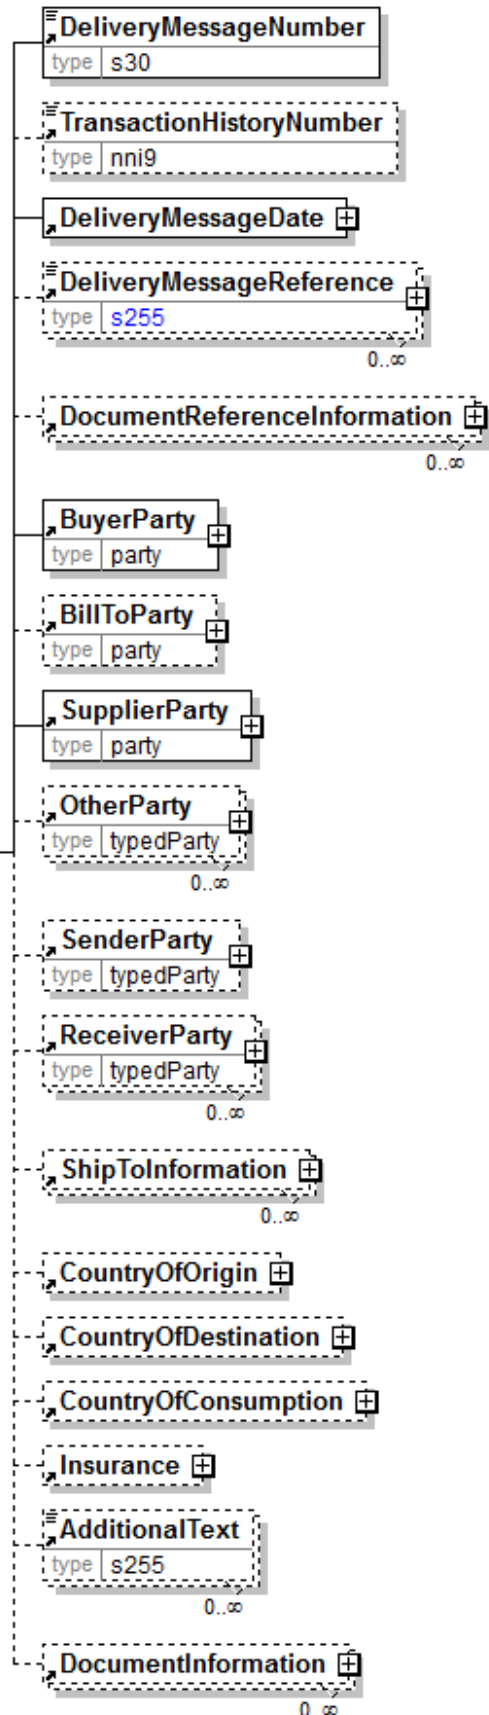 DeliveryMessageNumber
type s30
TransactionHistoryNumber
type nni9
DeliveryMessageDate
DeliveryMessageReference
type s255
0..∞
DocumentReferenceInformation
0..∞
BuyerParty
type party
BillToParty
type party
SupplierParty
type party
OtherParty
type typedParty
0..∞
SenderParty
type typedParty
ReceiverParty
type typedParty
0..∞
ShipToInformation
0..∞
CountryOfOrigin
CountryOfDestination
CountryOfConsumption
Insurance
AdditionalText
type s255
0..∞
DocumentInformation
0..∞